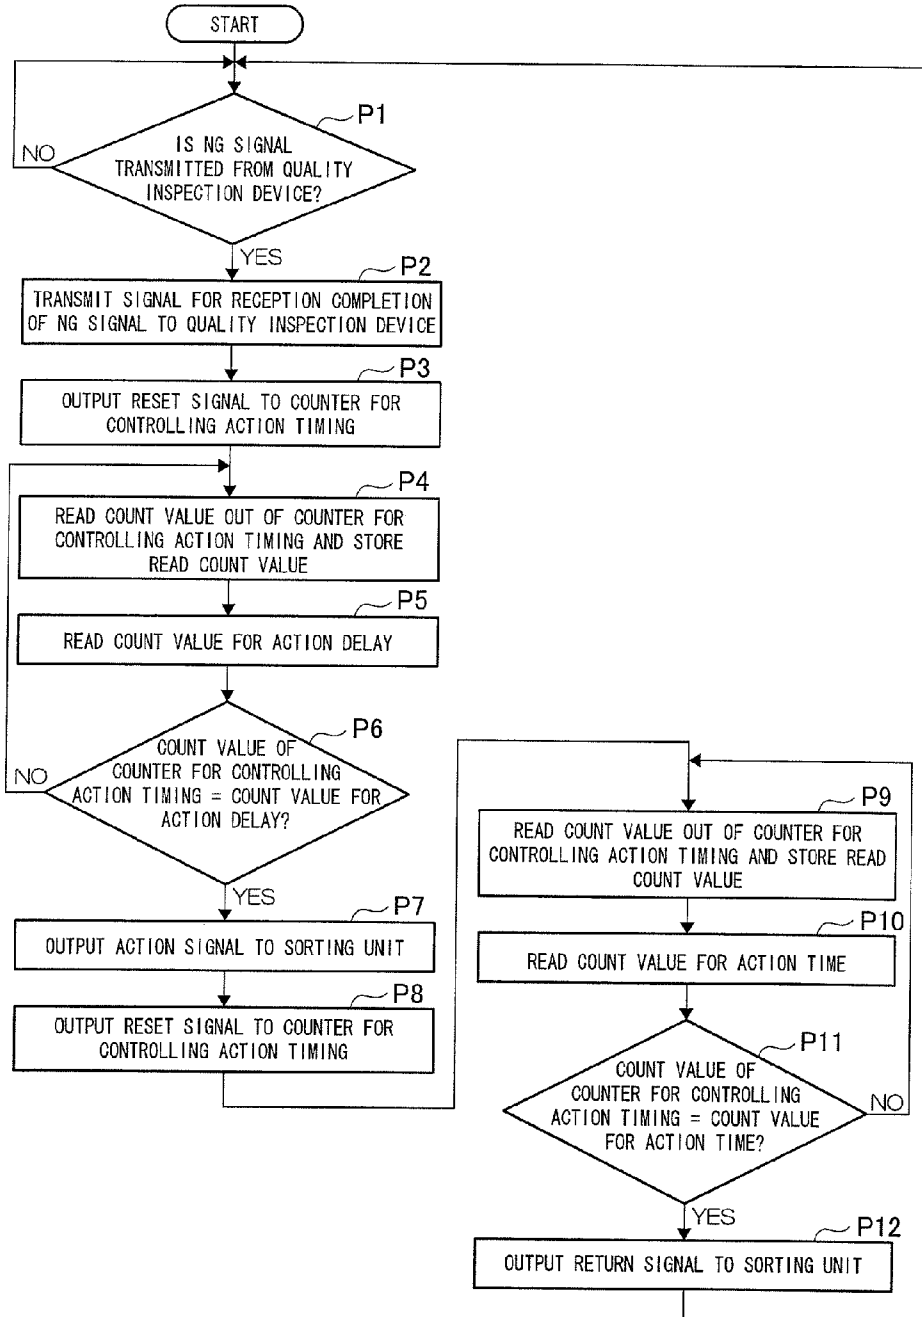 START
P1
IS NG SIGNAL
TRANSMITTED FROM QUALITY
INSPECTION DEVICE?
NO
YES
P2
TRANSMIT SIGNAL FOR RECEPTION COMPLETION
OF NG SIGNAL TO QUALITY INSPECTION DEVICE
P3
OUTPUT RESET SIGNAL TO COUNTER FOR
CONTROLLING ACTION TIMING
P4
READ COUNT VALUE OUT OF COUNTER FOR
CONTROLLING ACTION TIMING AND STORE
READ COUNT VALUE
P5
READ COUNT VALUE FOR ACTION DELAY
P6
COUNT VALUE OF
COUNTER FOR CONTROLLING
ACTION TIMING = COUNT VALUE FOR
ACTION DELAY?
NO
YES
P7
OUTPUT ACTION SIGNAL TO SORTING UNIT
P8
OUTPUT RESET SIGNAL TO COUNTER FOR
CONTROLLING ACTION TIMING
P9
READ COUNT VALUE OUT OF COUNTER FOR
CONTROLLING ACTION TIMING AND STORE READ
COUNT VALUE
P10
READ COUNT VALUE FOR ACTION TIME
P11
COUNT VALUE OF
COUNTER FOR CONTROLLING
ACTION TIMING = COUNT VALUE
FOR ACTION TIME?
NO
YES
P12
OUTPUT RETURN SIGNAL TO SORTING UNIT